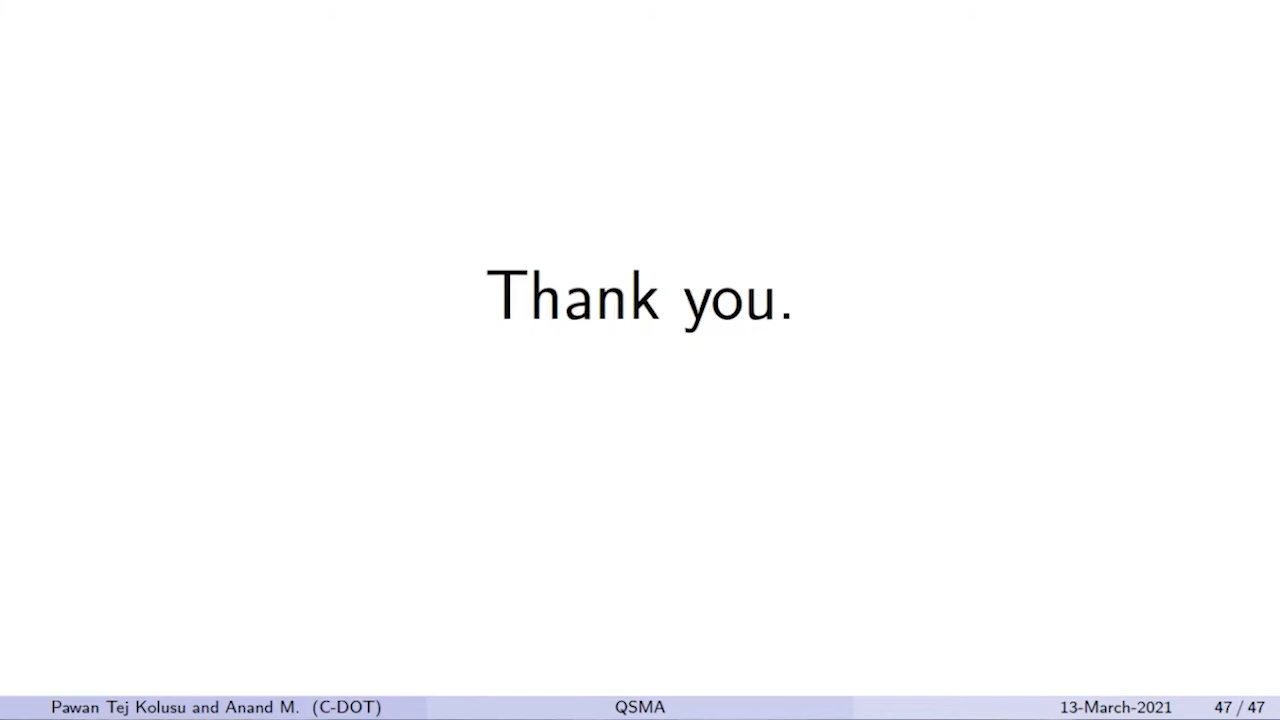 Thank you.
Pawan Tej Kolusu and Anand M. (C-DOT) QSMA 13-March-2021 47 / 47